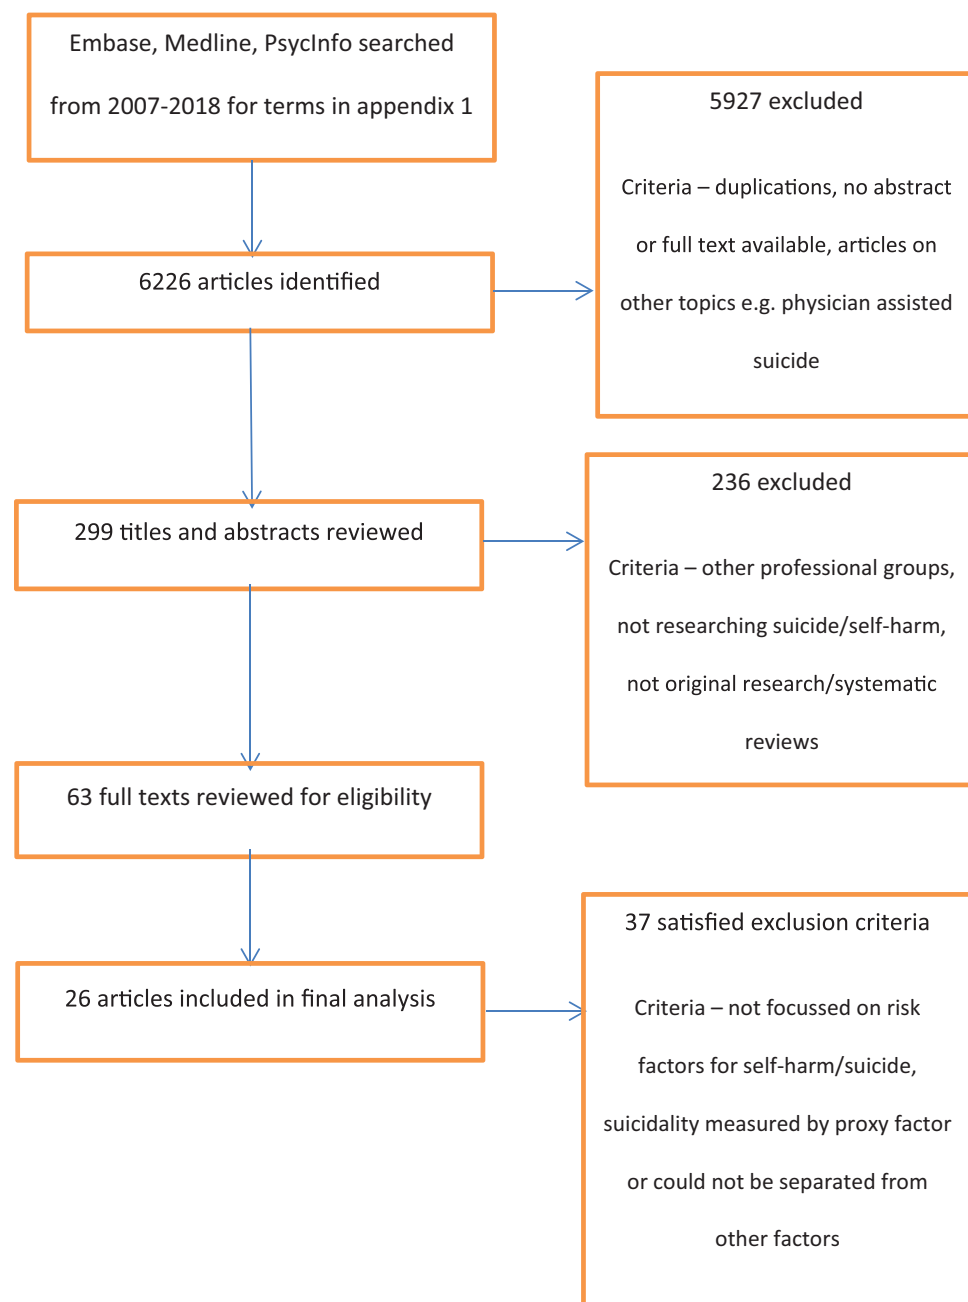 Embase, Medline, PsycInfo searched
from 2007-2018 for terms in appendix 1
5927 excluded
Criteria – duplications, no abstract
or full text available, articles on
other topics e.g. physician assisted
suicide
6226 articles identified
236 excluded
Criteria – other professional groups,
not researching suicide/self-harm,
not original research/systematic
reviews
299 titles and abstracts reviewed
63 full texts reviewed for eligibility
37 satisfied exclusion criteria
Criteria – not focussed on risk
factors for self-harm/suicide,
suicidality measured by proxy factor
or could not be separated from
other factors
26 articles included in final analysis